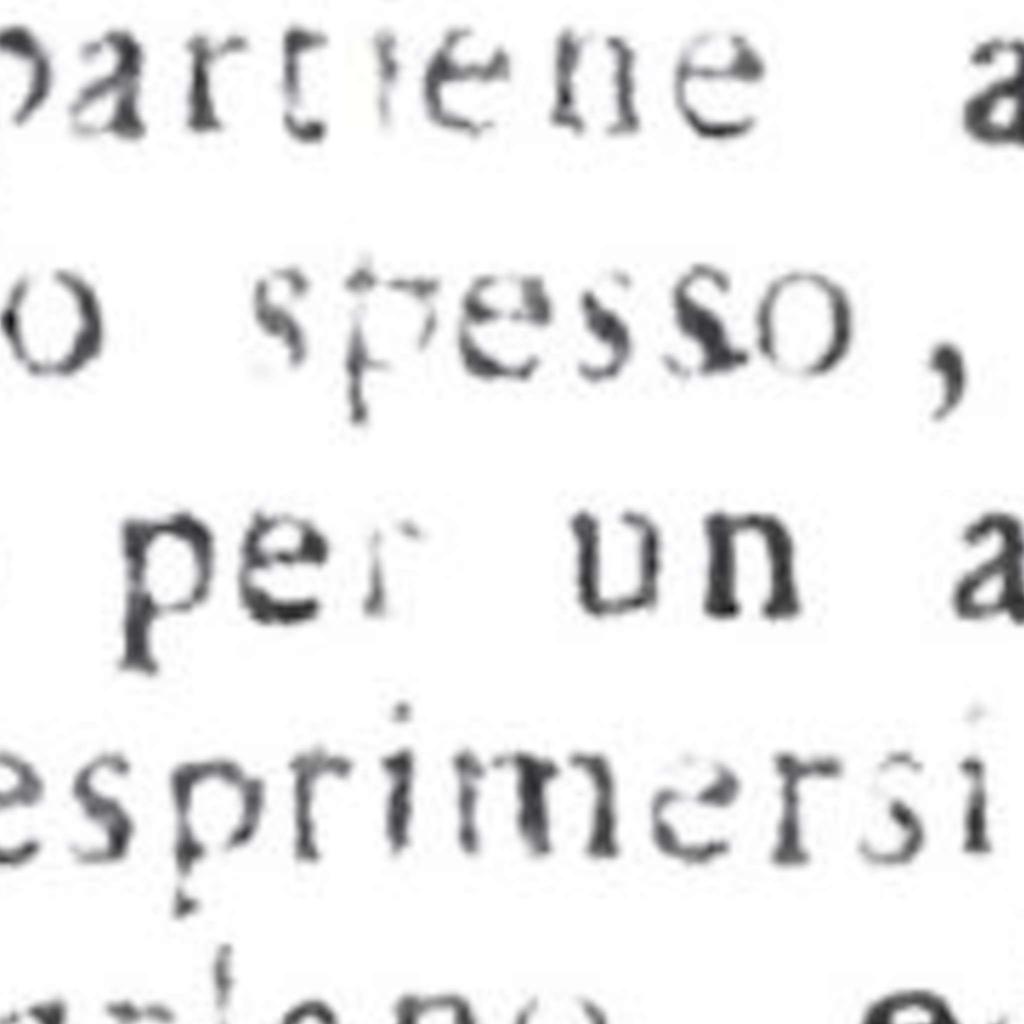 partiene a
o spesso,
per un a
esprimersi